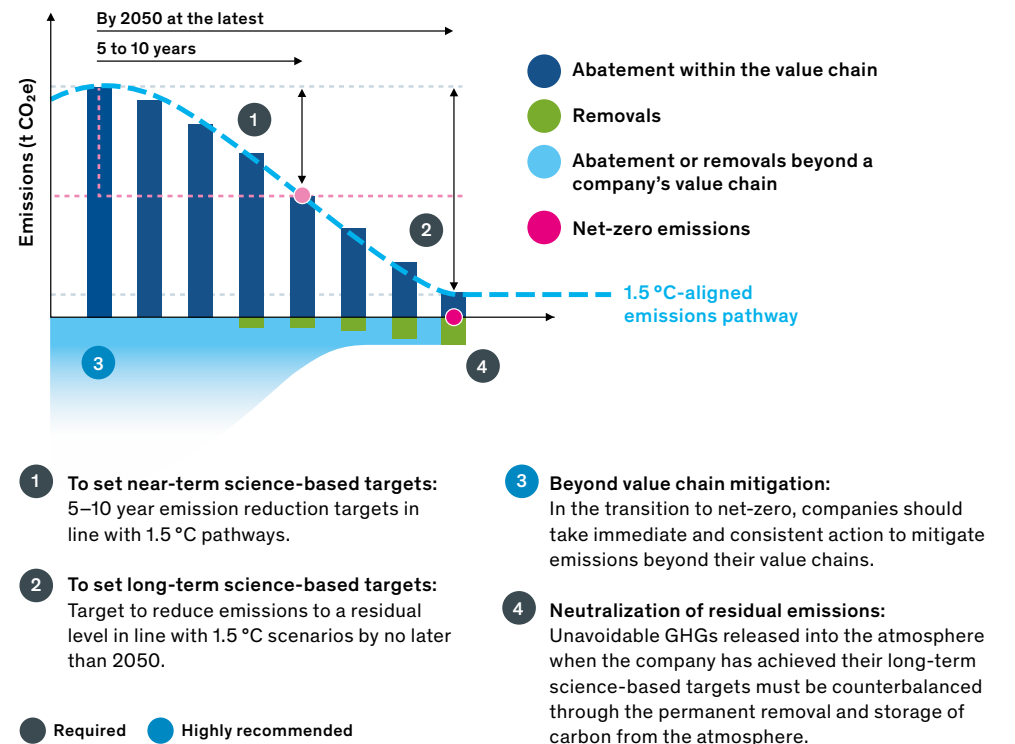 By 2050 at the latest
5 to 10 years
Emissions (t CO₂e)
1
2
3
4
Abatement within the value chain
Removals
Abatement or removals beyond a
company's value chain
Net-zero emissions
1.5 °C-aligned
emissions pathway
1
To set near-term science-based targets:
5–10 year emission reduction targets in
line with 1.5 °C pathways.
2
To set long-term science-based targets:
Target to reduce emissions to a residual
level in line with 1.5 °C scenarios by no later
than 2050.
Required
Highly recommended
3
Beyond value chain mitigation:
In the transition to net-zero, companies should
take immediate and consistent action to mitigate
emissions beyond their value chains.
4
Neutralization of residual emissions:
Unavoidable GHGs released into the atmosphere
when the company has achieved their long-term
science-based targets must be counterbalanced
through the permanent removal and storage of
carbon from the atmosphere.